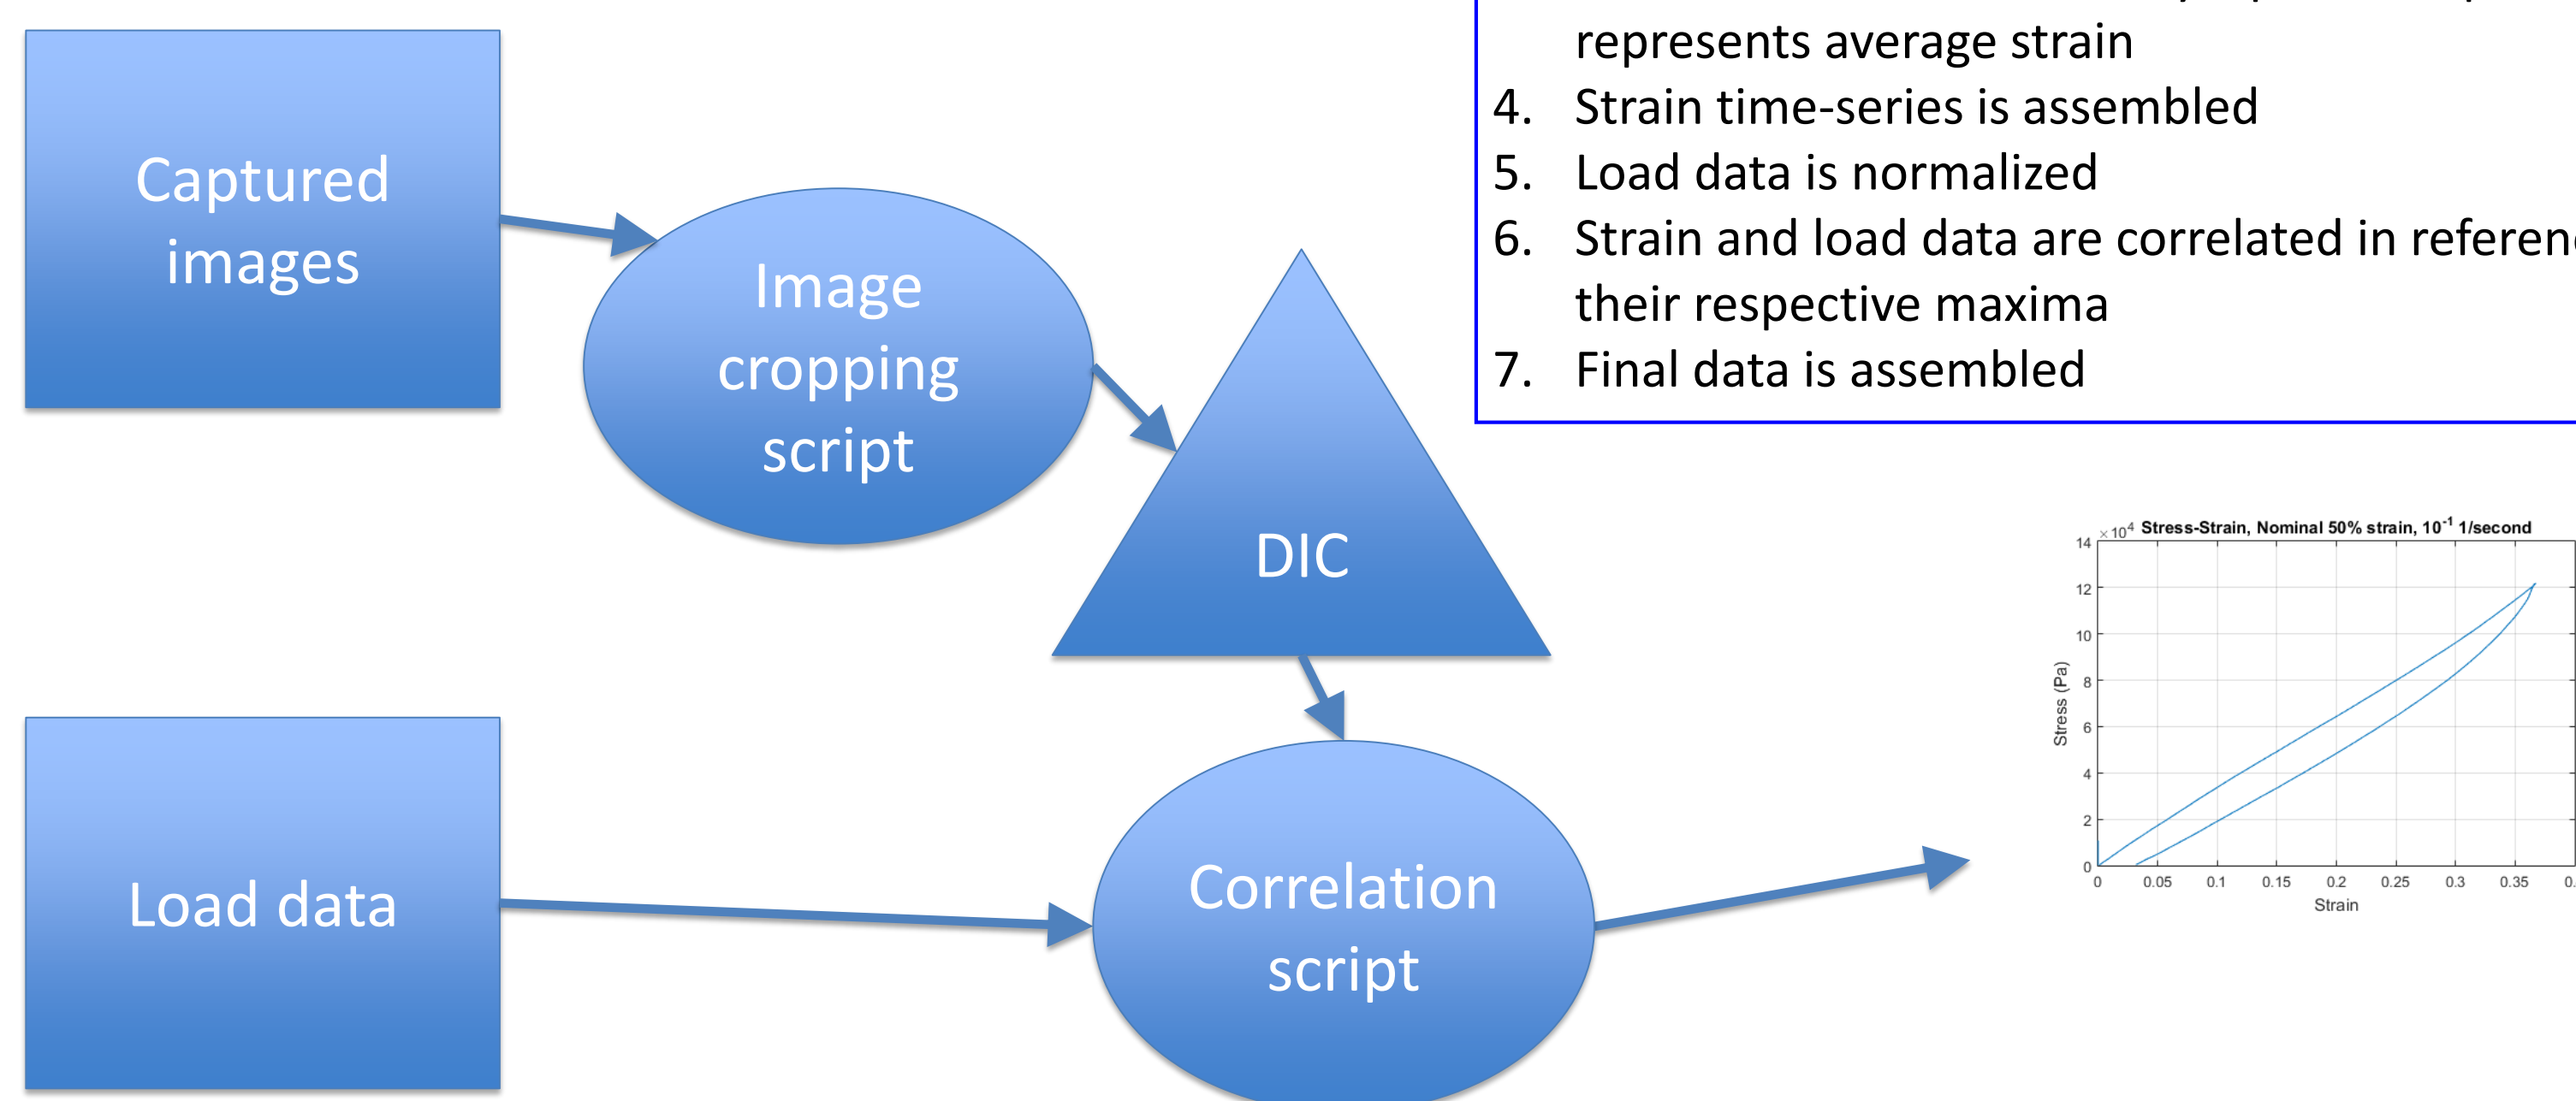 represents average strain
4. Strain time-series is assembled
5. Load data is normalized
6. Strain and load data are correlated in
their respective maxima
7. Final data is assembled
Captured
images
Image
cropping
script
DIC
Load data
Correlation
script
×10⁴ Stress-Strain, Nominal 50% strain, 10⁻¹ 1/second
Stress (Pa)
14
12
10
8
6
4
2
0
0 0.05 0.1 0.15 0.2 0.25 0.3 0.35
Strain